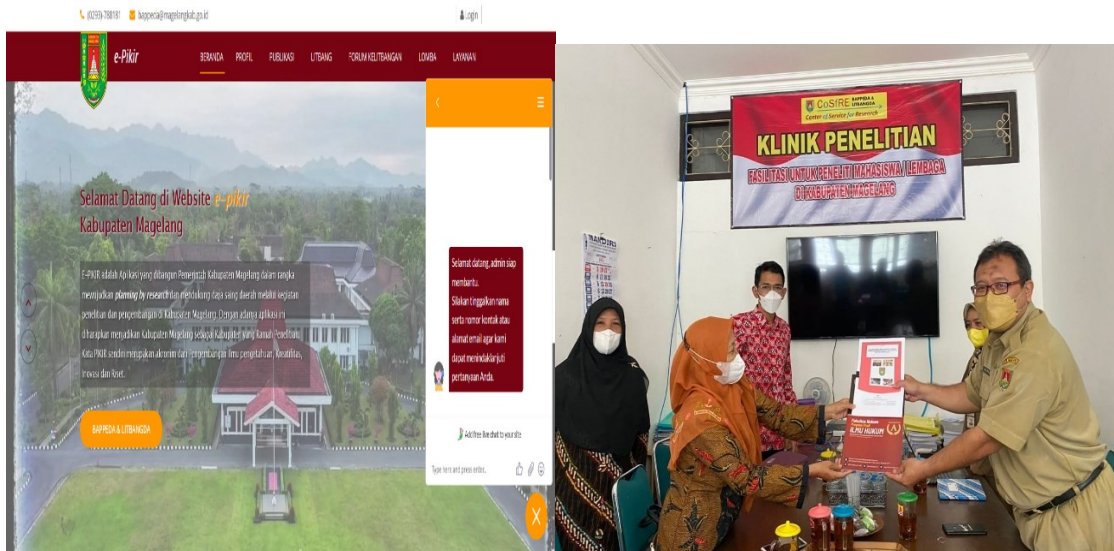 (0293)-788181 bappeda@magelangkab.go.id Login
e-Pikir BERANDA PROFIL PUBLIKASI LITBANG FORUM KELITBANGAN LOMBA LAYANAN
Selamat Datang di Website e-pikir
Kabupaten Magelang
E-PIKIR adalah Aplikasi yang dibangun Pemerintah Kabupaten Magelang dalam rangka
mewujudkan planning by research dan mendukung daya saing daerah melalui kegiatan
penelitian dan pengembangan di Kabupaten Magelang. Dengan adanya aplikasi ini
diharapkan menjadikan Kabupaten Magelang sebagai Kabupaten yang Ramah Penelitian.
Kata PIKIR sendiri merupakan akronim dari Pengembangan Ilmu pengetahuan, Kreatifitas,
Inovasi dan Riset.
BAPPEDA & LITBANGDA
Selamat datang, admin siap
membantu.
Silakan tinggalkan nama
serta nomor kontak atau
alamat email agar kami
dapat menindaklanjuti
pertanyaan Anda.
Add free live chat to your site
Type here and press enter..
CoSfRE BAPPEDA &
LITBANGDA
Center of Service for Research
KLINIK PENELITIAN
FASILITASI UNTUK PENELITI MAHASISWA/ LEMBAGA
DI KABUPATEN MAGELANG
Fakultas Hukum
ILMU HUKUM